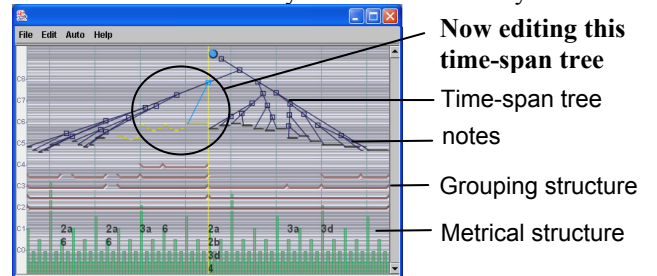 Now editing this
time-span tree
File Edit Auto Help
Time-span tree
notes
Grouping structure
Metrical structure
C8
C7
C6
C5
C4
C3
C2
C1
C0
2a 2a 3a 6 2a 3a 3d
6 6 2b
3d
4